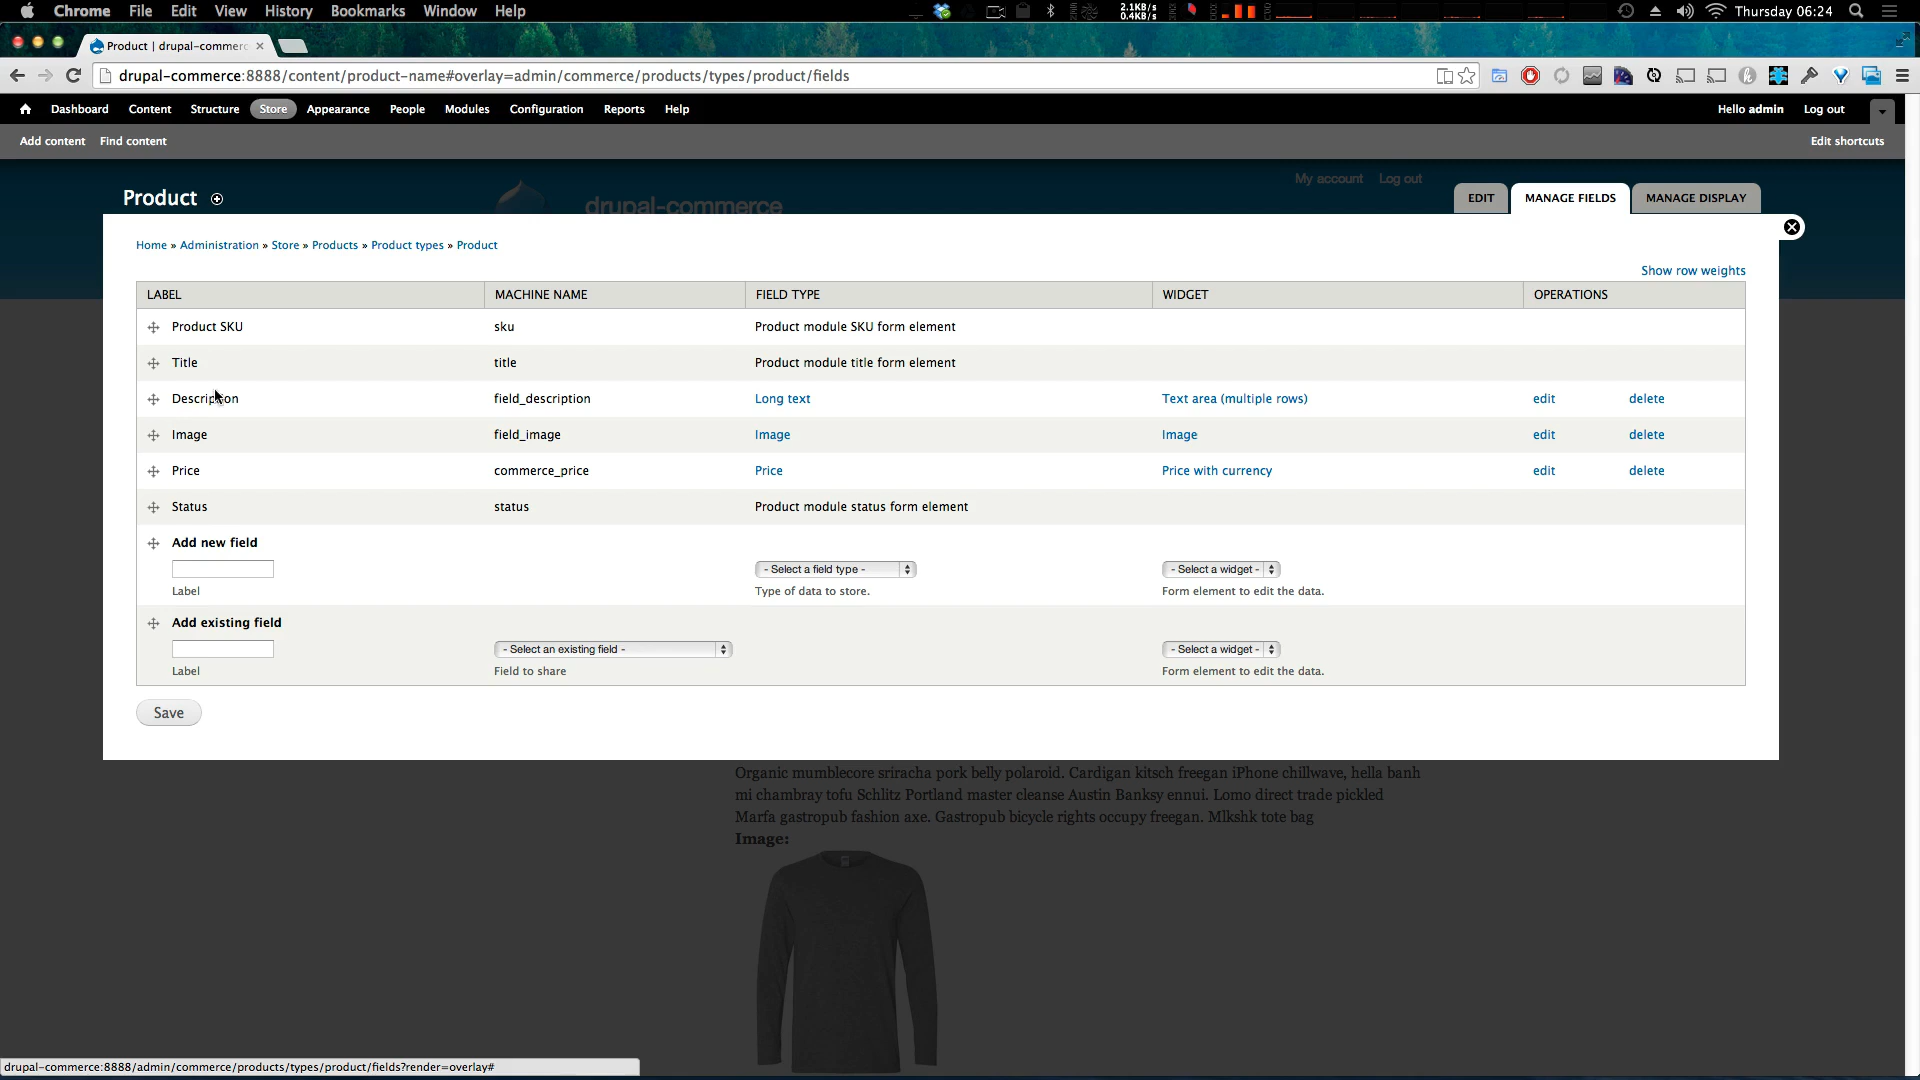 Chrome File Edit View History Bookmarks Window Help
2.1KB/s
0.4KB/s
Thursday 06:24
Product | drupal-commerc
drupal-commerce:8888/content/product-name#overlay=admin/commerce/products/types/product/fields
Dashboard Content Structure Store Appearance People Modules Configuration Reports Help
Hello admin Log out
Add content Find content
Edit shortcuts
My account Log out
drupal-commerce
Product
EDIT MANAGE FIELDS MANAGE DISPLAY
Home » Administration » Store » Products » Product types » Product
Show row weights
LABEL MACHINE NAME FIELD TYPE WIDGET OPERATIONS
Product SKU sku Product module SKU form element
Title title Product module title form element
Description field_description Long text Text area (multiple rows) edit delete
Image field_image Image Image edit delete
Price commerce_price Price Price with currency edit delete
Status status Product module status form element
Add new field
- Select a field type - - Select a widget -
Label Type of data to store. Form element to edit the data.
Add existing field
- Select an existing field - - Select a widget -
Label Field to share Form element to edit the data.
Save
Organic mumblecore sriracha pork belly polaroid. Cardigan kitsch freegan iPhone chillwave, hella banh
mi chambray tofu Schlitz Portland master cleanse Austin Banksy ennui. Lomo direct trade pickled
Marfa gastropub fashion axe. Gastropub bicycle rights occupy freegan. Mlkshk tote bag
Image:
drupal-commerce:8888/admin/commerce/products/types/product/fields?render=overlay#